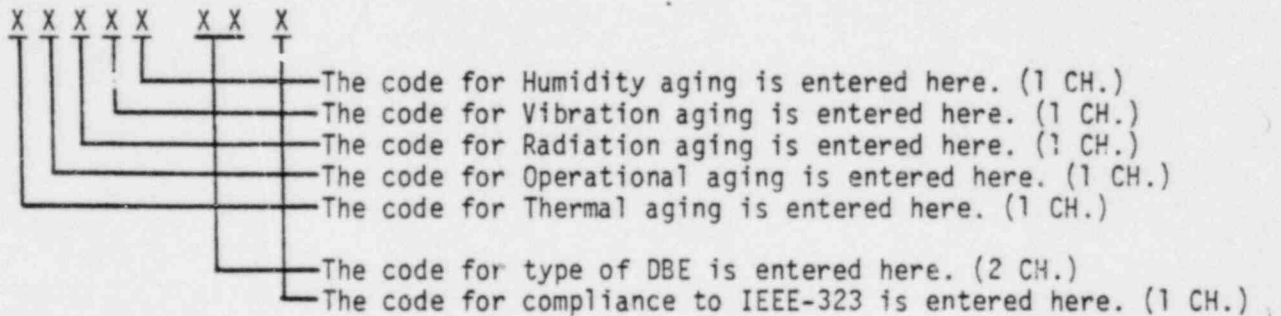 X X X X X X X X
The code for Humidity aging is entered here. (1 CH.)
The code for Vibration aging is entered here. (1 CH.)
The code for Radiation aging is entered here. (1 CH.)
The code for Operational aging is entered here. (1 CH.)
The code for Thermal aging is entered here. (1 CH.)
The code for type of DBE is entered here. (2 CH.)
The code for compliance to IEEE-323 is entered here. (1 CH.)